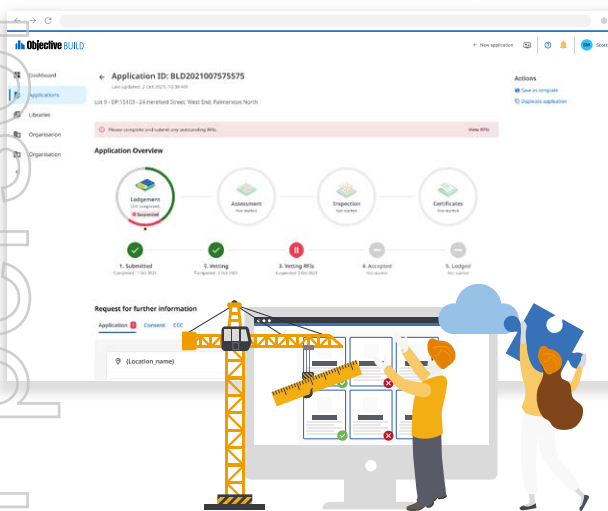 Objective BUILD
+ New application
Scott
Dashboard
Applications
Libraries
Organisation
Organisation
← Application ID: BLD2021007575575
Last updated: 2 Oct 2021, 10:38 AM
Lot 9 - DP:15103 - 24 Hereford Street, West End, Palmerston North
Actions
Save as template
Duplicate application
Please complete and submit any outstanding RFIs.
View RFIs
Application Overview
Lodgement
Suspended
Assessment
Not started
Inspection
Not started
Certificates
Not started
1. Submitted
Completed 1 Oct 2021
2. Vetting
3. Vetting RFIs
4. Accepted
Not started
5. Lodged
Not started
Request for further information
Application
Consent
CCC
{Location_name}